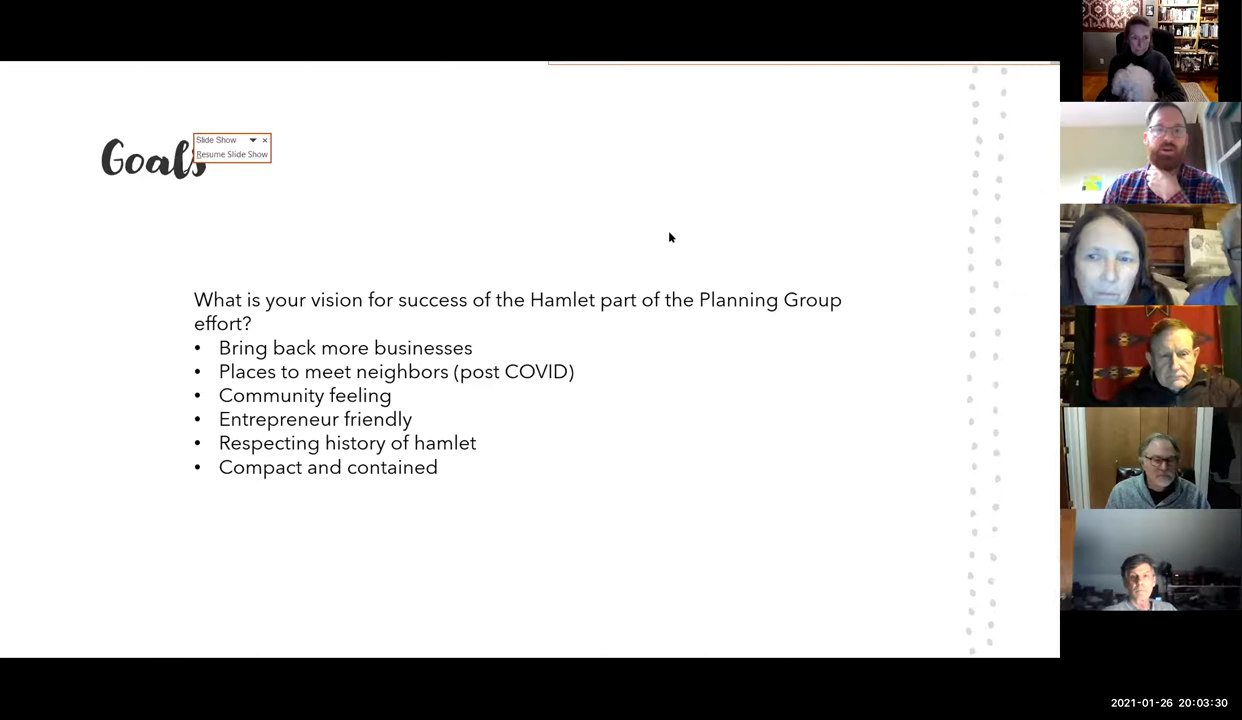 Goals
Slide Show
Resume Slide Show
What is your vision for success of the Hamlet part of the Planning Group
effort?
• Bring back more businesses
• Places to meet neighbors (post COVID)
• Community feeling
• Entrepreneur friendly
• Respecting history of hamlet
• Compact and contained
2021-01-26 20:03:30